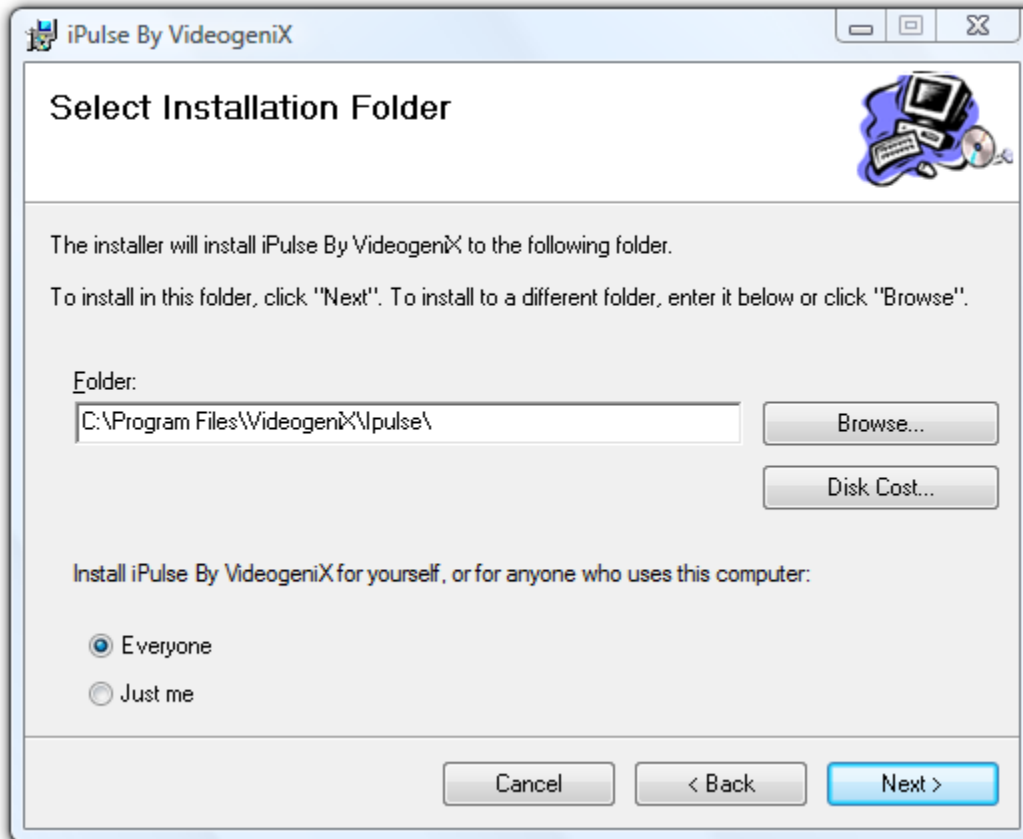 iPulse By VideogeniX
Select Installation Folder
The installer will install iPulse By VideogeniX to the following folder.
To install in this folder, click "Next". To install to a different folder, enter it below or click "Browse".
Folder:
C:\Program Files\VideogeniX\Ipulse\
Browse...
Disk Cost...
Install iPulse By VideogeniX for yourself, or for anyone who uses this computer:
Everyone
Just me
Cancel
< Back
Next >